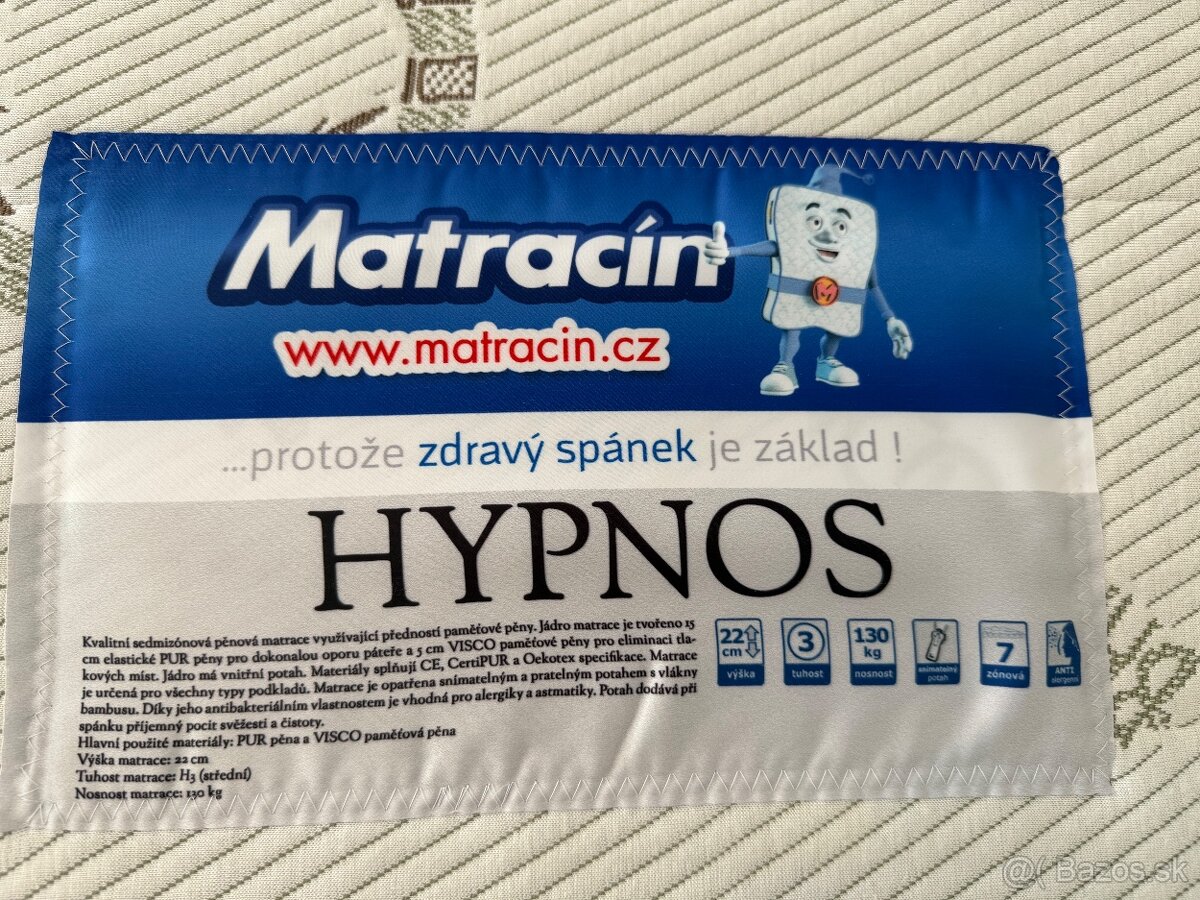 Matracín
www.matracin.cz
...protože zdravý spánek je základ !
HYPNOS
Kvalitní sedmizónová pěnová matrace využívající předností paměťové pěny. Jádro matrace je tvořeno 15
cm elastické PUR pěny pro dokonalou oporu páteře a 5 cm VISCO paměťové pěny pro eliminaci tla-
kových míst. Jádro má vnitřní potah. Materiály splňují CE, CertiPUR a Oekotex specifikace. Matrace
je určená pro všechny typy podkladů. Matrace je opatřena snímatelným a pratelným potahem s vlákny
bambusu. Díky jeho antibakteriálním vlastnostem je vhodná pro alergiky a astmatiky. Potah dodává při
spánku příjemný pocit svěžesti a čistoty.
Hlavní použité materiály: PUR pěna a VISCO paměťová pěna
Výška matrace: 22 cm
Tuhost matrace: H3 (střední)
Nosnost matrace: 130 kg
22
cm
výška
3
tuhost
130
kg
nosnost
snímatelný
potah
7
zónová
ANTI
alergenní
M
@( Bazos.sk